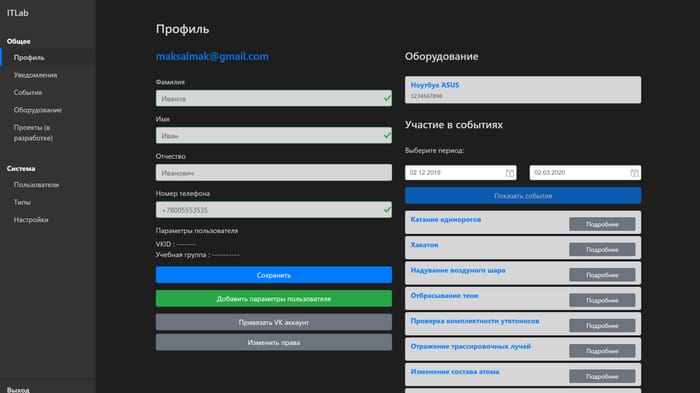 ITLab
Общее
Профиль
Уведомления
События
Оборудование
Проекты (в
разработке)
Система
Пользователи
Типы
Настройки
Выход
Профиль
maksalmak@gmail.com
Фамилия
Иванов
Имя
Иван
Отчество
Иванович
Номер телефона
+78005553535
Параметры пользователя
VKID : -------
Учебная группа : ----------
Сохранить
Добавить параметры пользователя
Привязать VK аккаунт
Изменить права
Оборудование
Ноутбук ASUS
1234567890
Участие в событиях
Выберите период:
02.12.2019
02.03.2020
Показать события
Катание единорогов
Подробнее
Хакатон
Подробнее
Надувание воздуного шара
Подробнее
Отбрасывание тени
Подробнее
Проверка комплектности утктоносов
Подробнее
Отражение трассировочных лучей
Подробнее
Изменение состава атома
Подробнее